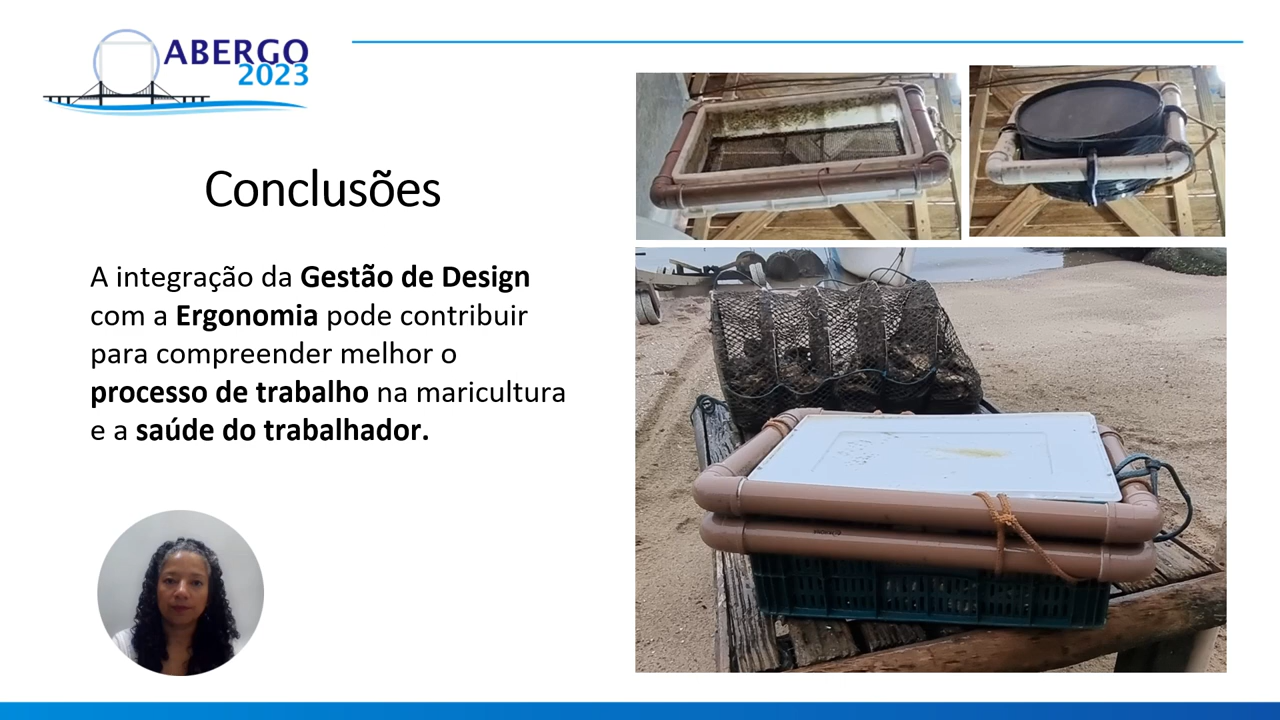 ABERGO
2023
Conclusões
A integração da Gestão de Design
com a Ergonomia pode contribuir
para compreender melhor o
processo de trabalho na maricultura
e a saúde do trabalhador.